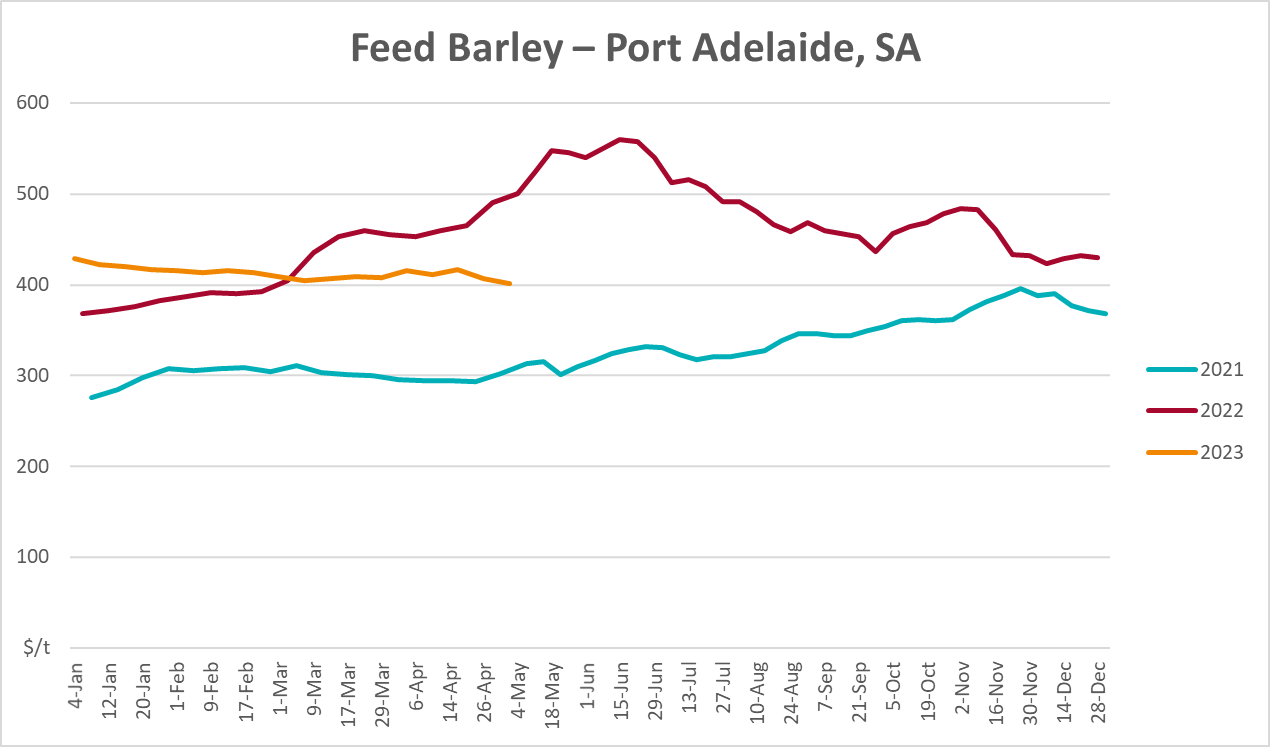 Feed Barley – Port Adelaide, SA
600
500
400
300
200
100
$/t
4-Jan
12-Jan
20-Jan
1-Feb
9-Feb
17-Feb
1-Mar
9-Mar
17-Mar
29-Mar
6-Apr
14-Apr
26-Apr
4-May
18-May
1-Jun
15-Jun
29-Jun
13-Jul
27-Jul
10-Aug
24-Aug
7-Sep
21-Sep
5-Oct
19-Oct
2-Nov
16-Nov
30-Nov
14-Dec
28-Dec
2021
2022
2023